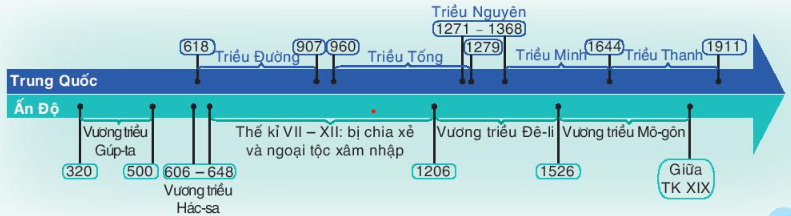 Triều Nguyên
1271 – 1368
618
Triều Đường
907
960
Triều Tống
1279
Triều Minh
1644
Triều Thanh
1911
Trung Quốc
Ấn Độ
Vương triều
Gúp-ta
320
500
606 – 648
Vương triều
Hác-sa
Thế kỉ VII – XII: bị chia xẻ
và ngoại tộc xâm nhập
1206
Vương triều Đê-li
1526
Vương triều Mô-gôn
Giữa
TK XIX